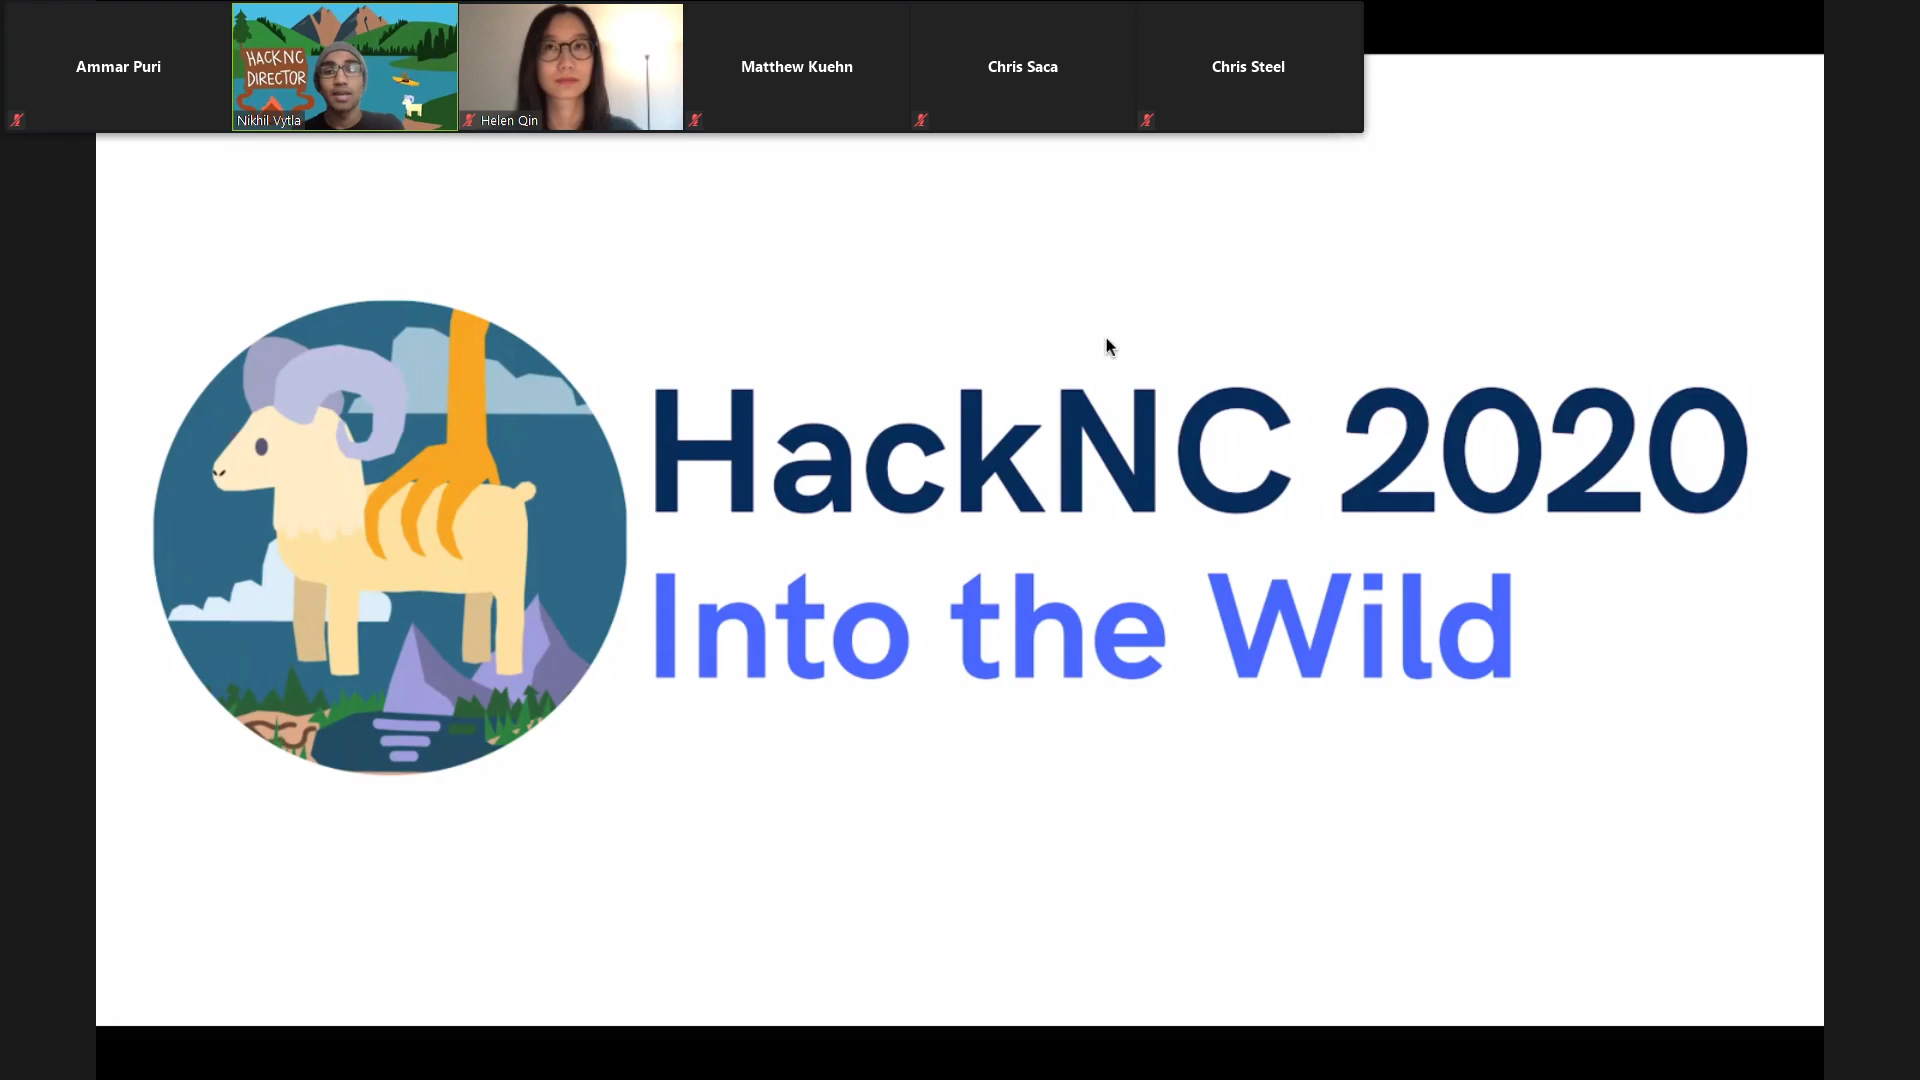 Ammar Puri
HACKNC
DIRECTOR
Nikhil Vytla
Helen Qin
Matthew Kuehn
Chris Saca
Chris Steel
HackNC 2020
Into the Wild